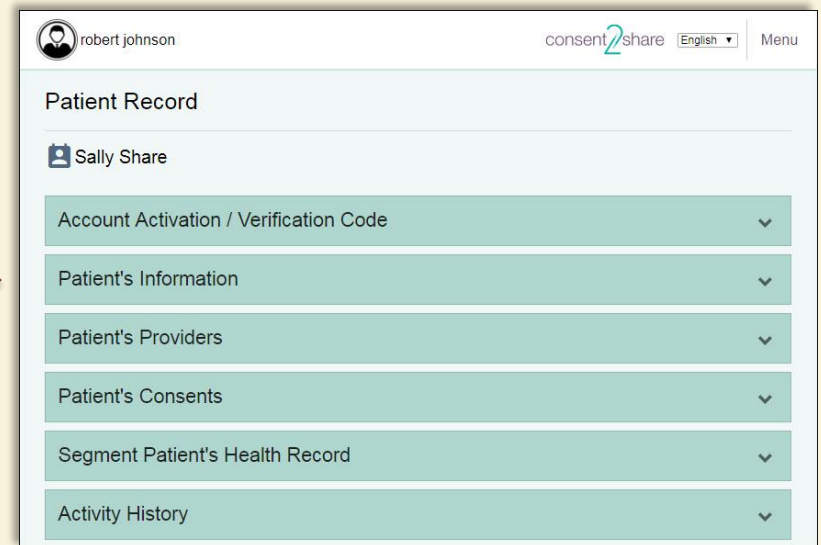 robert johnson
consent2share English Menu
Patient Record
Sally Share
Account Activation / Verification Code
Patient's Information
Patient's Providers
Patient's Consents
Segment Patient's Health Record
Activity History